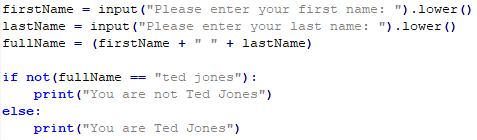 firstName = input("Please enter your first name: ").lower()
lastName = input("Please enter your last name: ").lower()
fullName = (firstName + " " + lastName)

if not(fullName == "ted jones"):
    print("You are not Ted Jones")
else:
    print("You are Ted Jones")